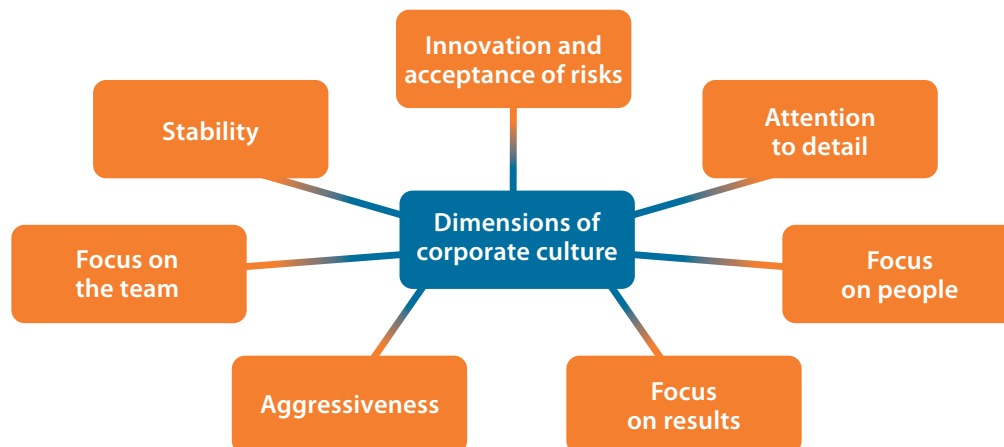 Innovation and
acceptance of risks
Stability
Attention
to detail
Dimensions of
corporate culture
Focus on
the team
Focus
on people
Aggressiveness
Focus
on results